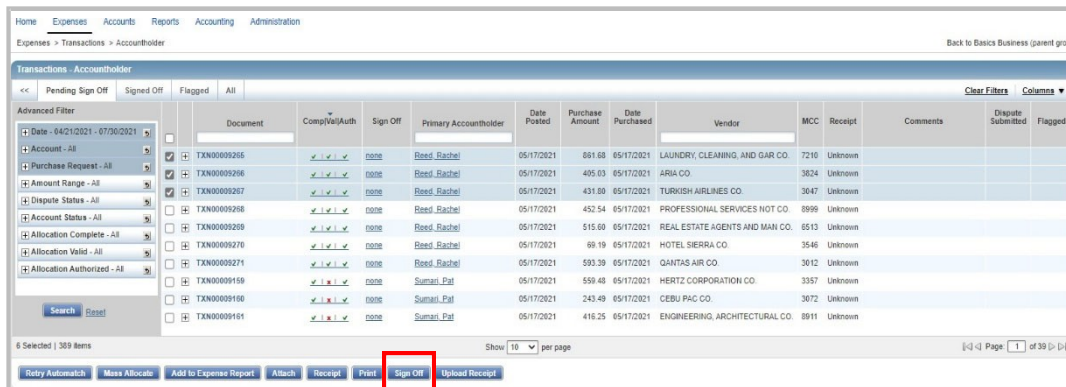 Home Expenses Accounts Reports Accounting Administration
Expenses > Transactions > Accountholder Back to Basics Business (parent gro
Transactions - Accountholder
<< Pending Sign Off Signed Off Flagged All Clear Filters Columns ▼
Advanced Filter
Document Comp|Val|Auth Sign Off Primary Accountholder Date Posted Purchase Amount Date Purchased Vendor MCC Receipt Comments Dispute Submitted Flagged
Date - 04/21/2021 - 07/30/2021
Account - All
Purchase Request - All
Amount Range - All
Dispute Status - All
Account Status - All
Allocation Complete - All
Allocation Valid - All
Allocation Authorized - All
Search Reset
TXN00009265 none Reed, Rachel 05/17/2021 861.68 05/17/2021 LAUNDRY, CLEANING, AND GAR CO. 7210 Unknown
TXN00009266 none Reed, Rachel 05/17/2021 405.03 05/17/2021 ARIA CO. 3824 Unknown
TXN00009267 none Reed, Rachel 05/17/2021 431.80 05/17/2021 TURKISH AIRLINES CO. 3047 Unknown
TXN00009268 none Reed, Rachel 05/17/2021 452.54 05/17/2021 PROFESSIONAL SERVICES NOT CO. 8999 Unknown
TXN00009269 none Reed, Rachel 05/17/2021 515.60 05/17/2021 REAL ESTATE AGENTS AND MAN CO. 6513 Unknown
TXN00009270 none Reed, Rachel 05/17/2021 69.19 05/17/2021 HOTEL SIERRA CO. 3546 Unknown
TXN00009271 none Reed, Rachel 05/17/2021 593.39 05/17/2021 QANTAS AIR CO. 3012 Unknown
TXN00009159 none Sumari, Pat 05/17/2021 559.48 05/17/2021 HERTZ CORPORATION CO. 3357 Unknown
TXN00009160 none Sumari, Pat 05/17/2021 243.49 05/17/2021 CEBU PAC CO. 3072 Unknown
TXN00009161 none Sumari, Pat 05/17/2021 416.25 05/17/2021 ENGINEERING, ARCHITECTURAL CO. 8911 Unknown
6 Selected | 389 items Show 10 per page Page: 1 of 39
Retry Automatch Mass Allocate Add to Expense Report Attach Receipt Print Sign Off Upload Receipt